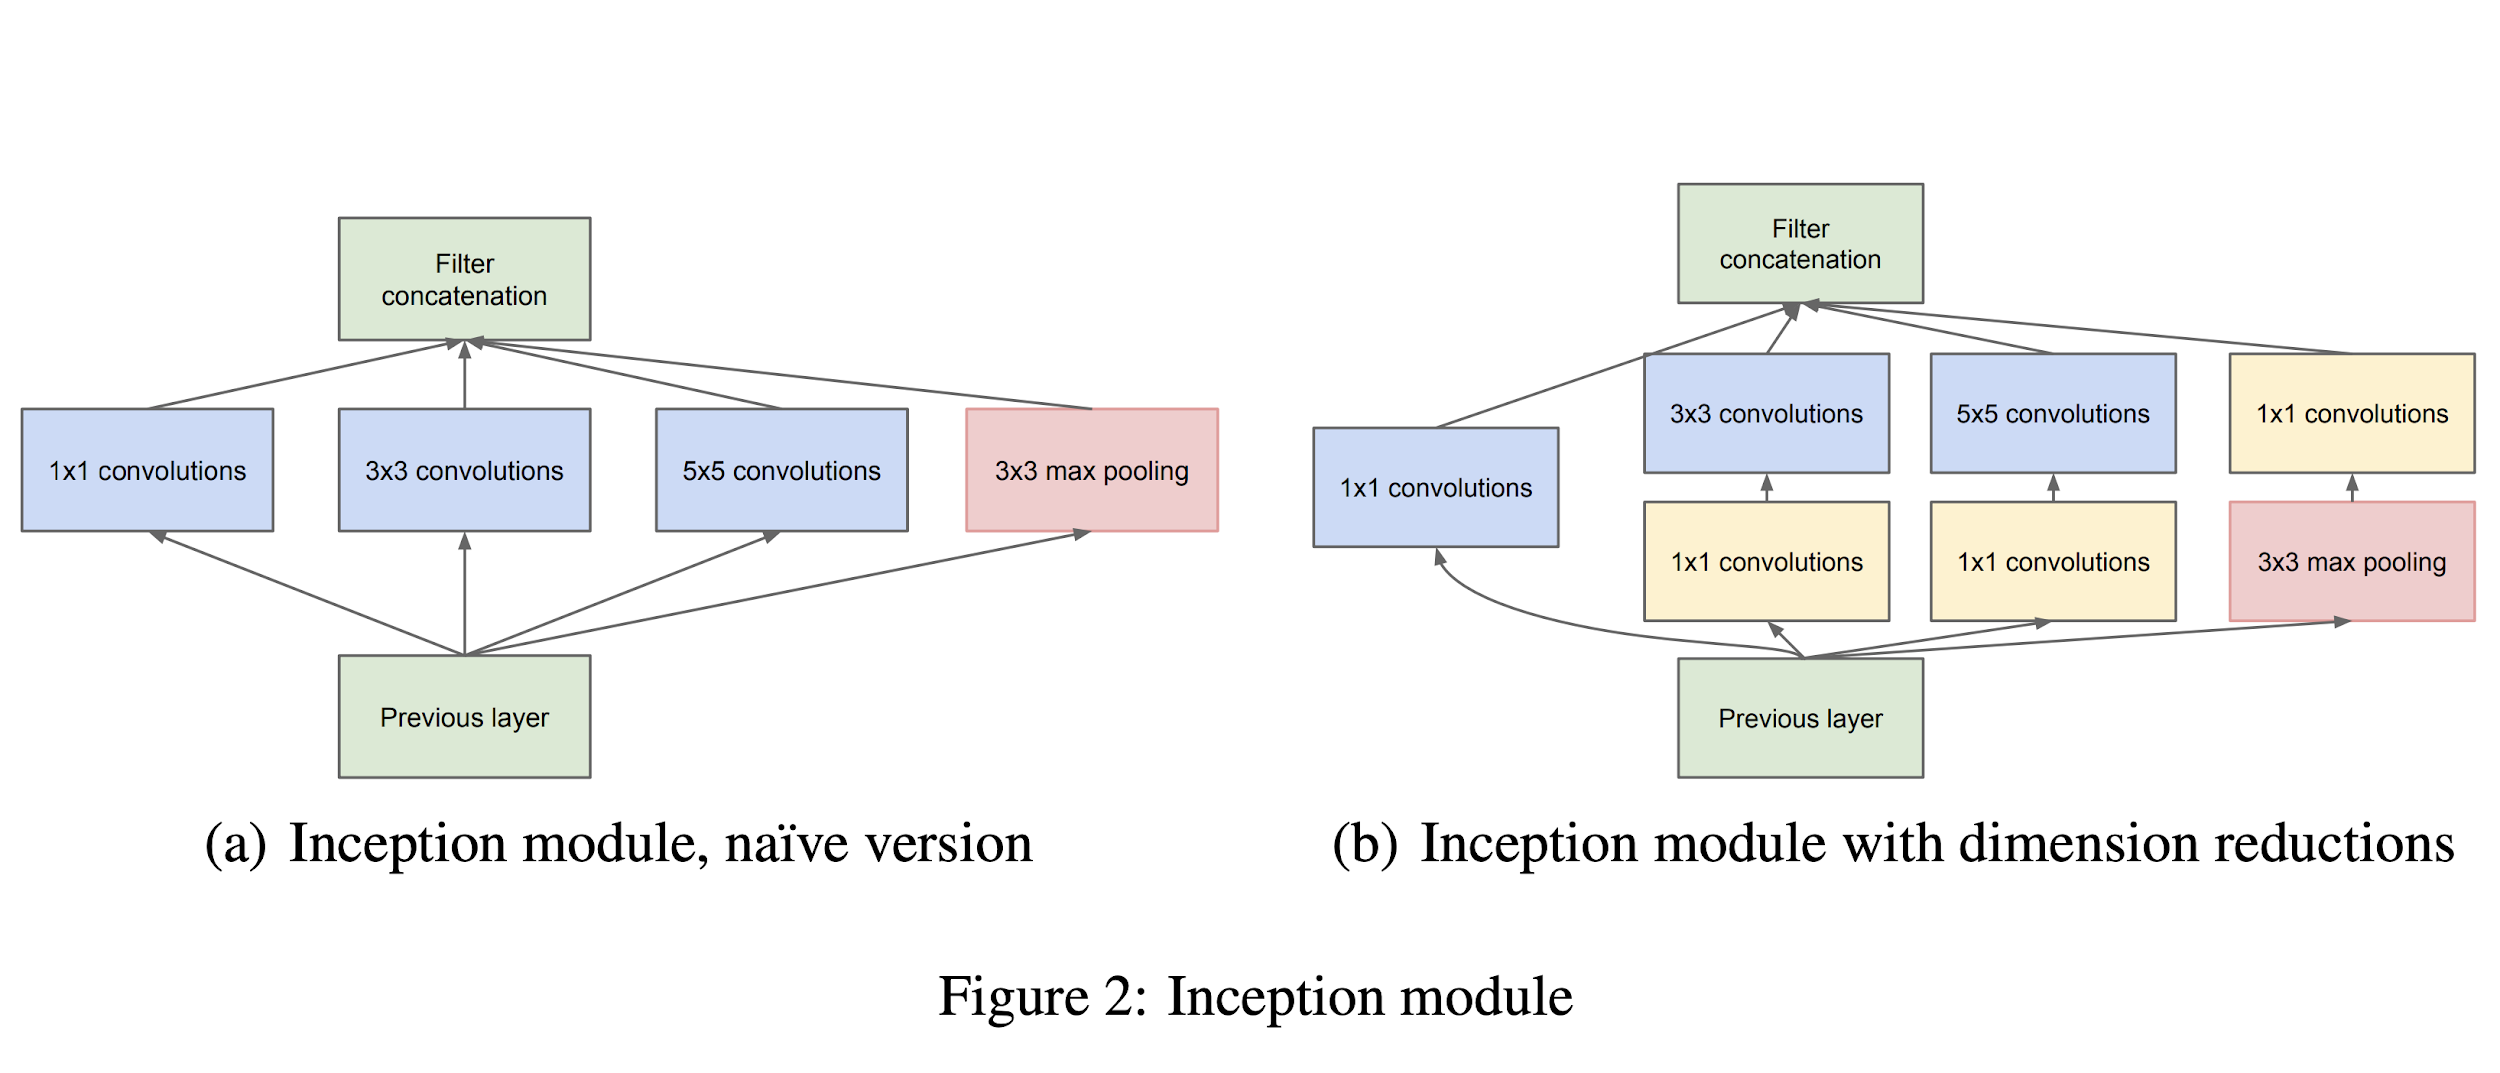 Filter
concatenation
1x1 convolutions
3x3 convolutions
5x5 convolutions
3x3 max pooling
Previous layer
(a) Inception module, naïve version
Filter
concatenation
3x3 convolutions
5x5 convolutions
1x1 convolutions
1x1 convolutions
1x1 convolutions
1x1 convolutions
3x3 max pooling
Previous layer
(b) Inception module with dimension reductions
Figure 2: Inception module